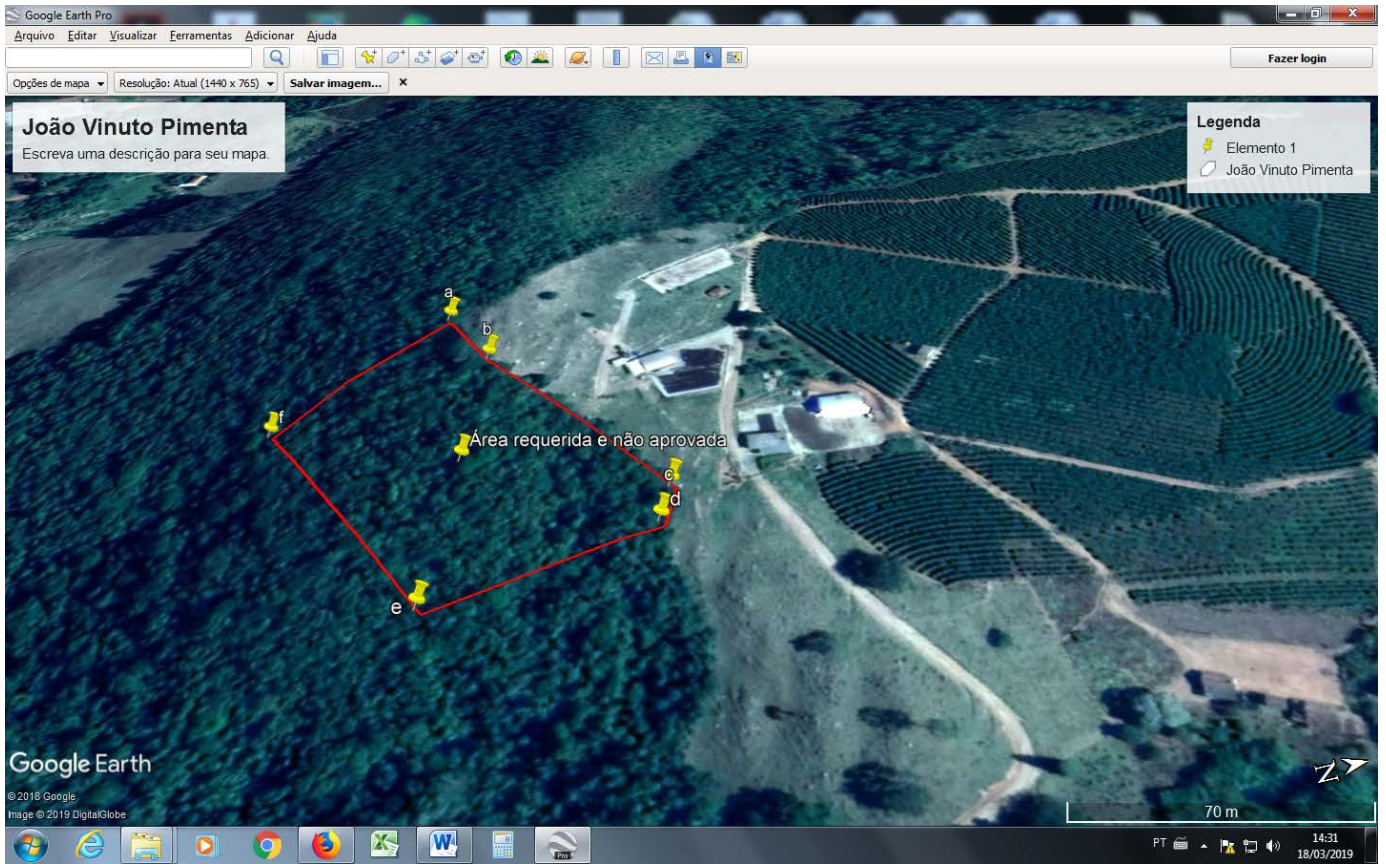 Google Earth Pro
Arquivo Editar Visualizar Ferramentas Adicionar Ajuda
Fazer login
Opções de mapa Resolução: Atual (1440 x 765) Salvar imagem... ×
João Vinuto Pimenta
Escreva uma descrição para seu mapa.
Legenda
Elemento 1
João Vinuto Pimenta
a
b
f
Área requerida e não aprovada
c
d
e
Google Earth
© 2018 Google
Image © 2019 DigitalGlobe
N
70 m
W
Pro
PT
14:31
18/03/2019